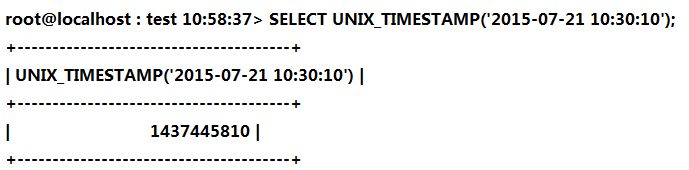 root@localhost : test 10:58:37> SELECT UNIX_TIMESTAMP('2015-07-21 10:30:10');
+---------------------------------------+
| UNIX_TIMESTAMP('2015-07-21 10:30:10') |
+---------------------------------------+
|                            1437445810 |
+---------------------------------------+